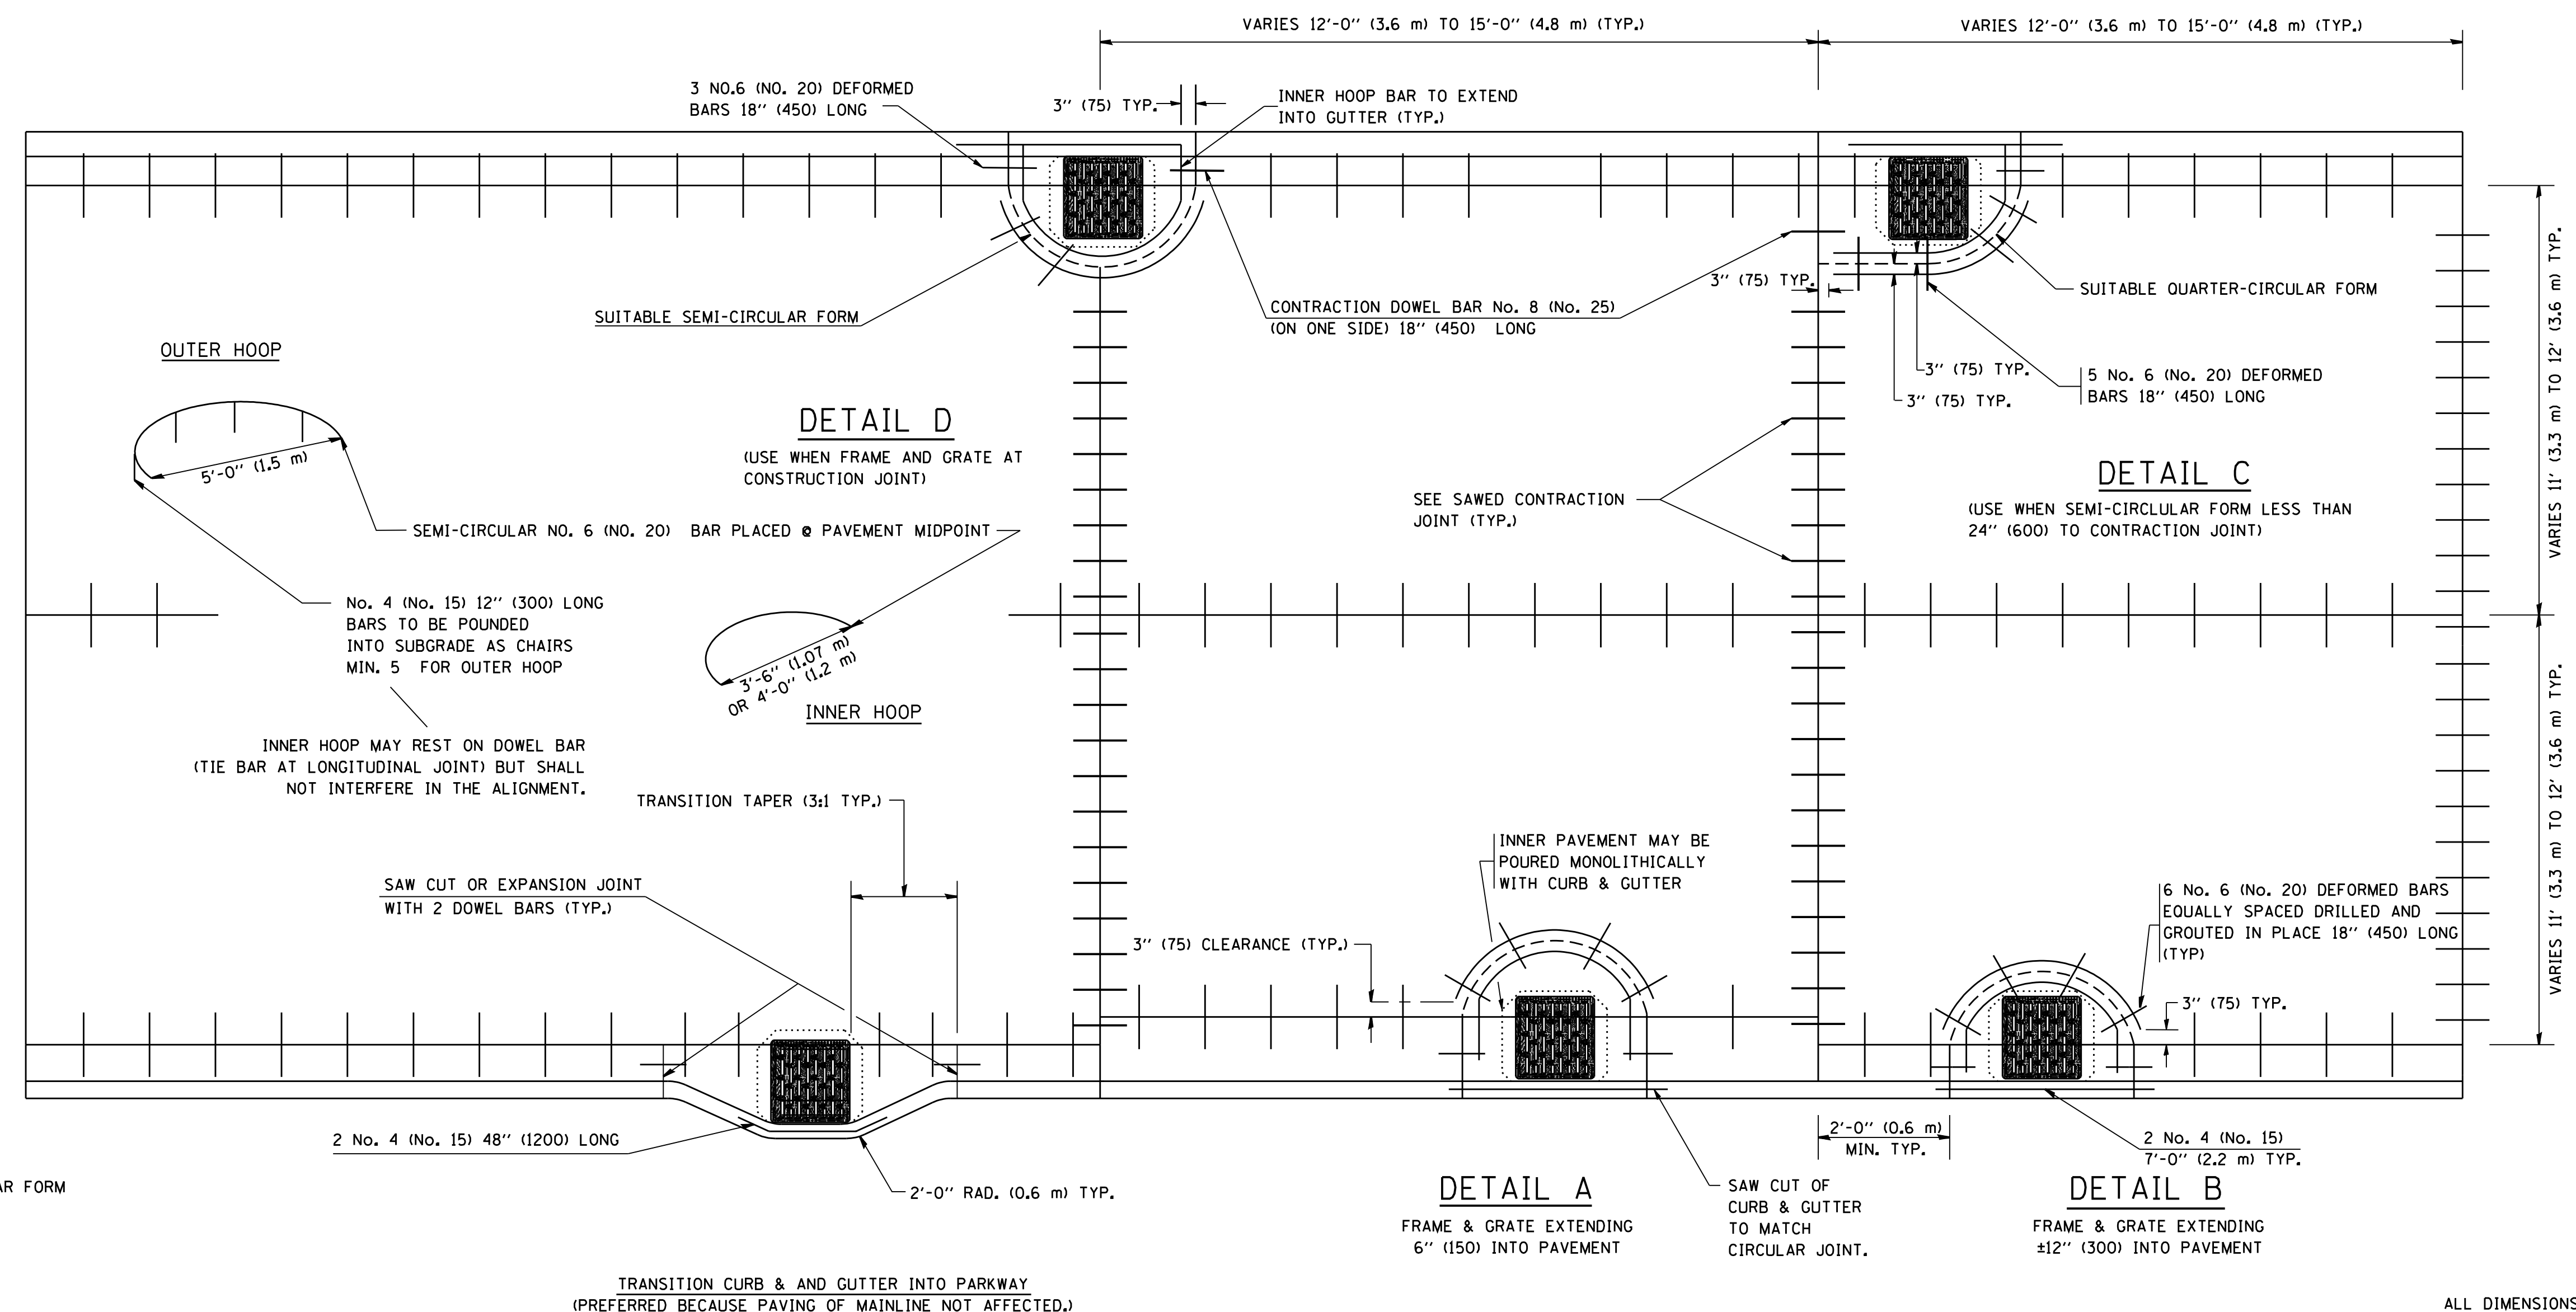 VARIES 12'-0'' (3.6 m) TO 15'-0'' (4.8 m) (TYP.)
VARIES 12'-0'' (3.6 m) TO 15'-0'' (4.8 m) (TYP.)
3 NO.6 (NO. 20) DEFORMED
BARS 18'' (450) LONG
3'' (75) TYP.
INNER HOOP BAR TO EXTEND
INTO GUTTER (TYP.)
SUITABLE SEMI-CIRCULAR FORM
CONTRACTION DOWEL BAR No. 8 (No. 25)
(ON ONE SIDE) 18'' (450) LONG
3'' (75) TYP.
SUITABLE QUARTER-CIRCULAR FORM
3'' (75) TYP.
3'' (75) TYP.
5 No. 6 (No. 20) DEFORMED
BARS 18'' (450) LONG
VARIES 11' (3.3 m) TO 12' (3.6 m) TYP.
OUTER HOOP
5'-0'' (1.5 m)
DETAIL D
(USE WHEN FRAME AND GRATE AT
CONSTRUCTION JOINT)
SEMI-CIRCULAR NO. 6 (NO. 20) BAR PLACED @ PAVEMENT MIDPOINT
SEE SAWED CONTRACTION
JOINT (TYP.)
DETAIL C
(USE WHEN SEMI-CIRCLULAR FORM LESS THAN
24'' (600) TO CONTRACTION JOINT)
No. 4 (No. 15) 12'' (300) LONG
BARS TO BE POUNDED
INTO SUBGRADE AS CHAIRS
MIN. 5 FOR OUTER HOOP
3'-6'' (1.07 m)
OR 4'-0'' (1.2 m)
INNER HOOP
INNER HOOP MAY REST ON DOWEL BAR
(TIE BAR AT LONGITUDINAL JOINT) BUT SHALL
NOT INTERFERE IN THE ALIGNMENT.
TRANSITION TAPER (3:1 TYP.)
VARIES 11' (3.3 m) TO 12' (3.6 m) TYP.
INNER PAVEMENT MAY BE
POURED MONOLITHICALLY
WITH CURB & GUTTER
SAW CUT OR EXPANSION JOINT
WITH 2 DOWEL BARS (TYP.)
6 No. 6 (No. 20) DEFORMED BARS
EQUALLY SPACED DRILLED AND
GROUTED IN PLACE 18'' (450) LONG
(TYP)
3'' (75) CLEARANCE (TYP.)
3'' (75) TYP.
2 No. 4 (No. 15) 48'' (1200) LONG
2'-0'' (0.6 m)
MIN. TYP.
2 No. 4 (No. 15)
7'-0'' (2.2 m) TYP.
AR FORM
2'-0'' RAD. (0.6 m) TYP.
DETAIL A
FRAME & GRATE EXTENDING
6'' (150) INTO PAVEMENT
SAW CUT OF
CURB & GUTTER
TO MATCH
CIRCULAR JOINT.
DETAIL B
FRAME & GRATE EXTENDING
±12'' (300) INTO PAVEMENT
TRANSITION CURB & AND GUTTER INTO PARKWAY
(PREFERRED BECAUSE PAVING OF MAINLINE NOT AFFECTED.)
ALL DIMENSIONS